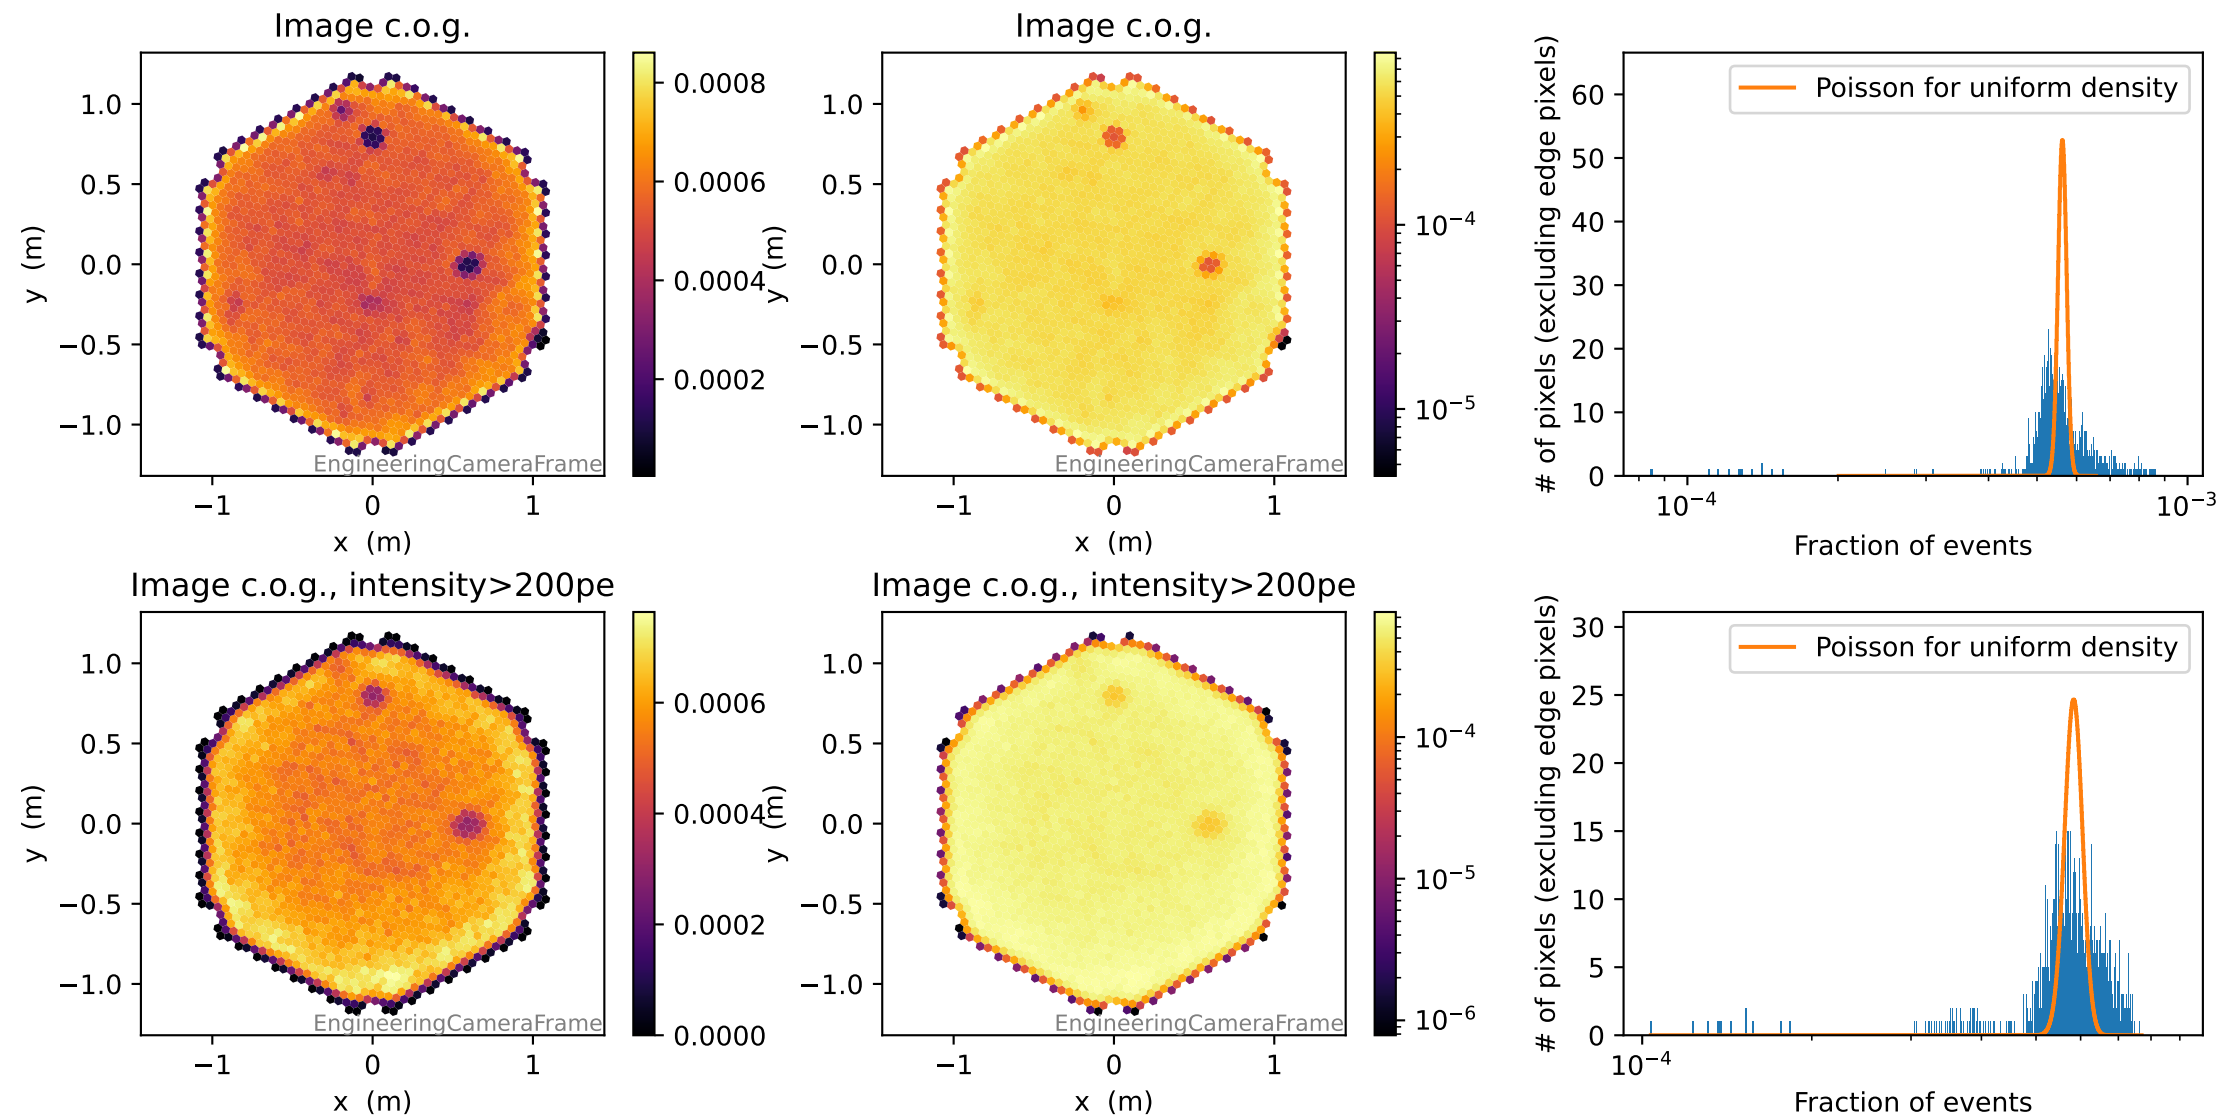 Image c.o.g.
Image c.o.g.
1.0
0.5
0.0
−0.5
−1.0
y (m)
−1
0
1
x (m)
EngineeringCameraFrame
0.0008
0.0006
0.0004
0.0002
1.0
0.5
0.0
−0.5
−1.0
y (m)
−1
0
1
x (m)
EngineeringCameraFrame
10⁻⁴
10⁻⁵
# of pixels (excluding edge pixels)
60
50
40
30
20
10
0
Poisson for uniform density
10⁻⁴
10⁻³
Fraction of events
Image c.o.g., intensity>200pe
Image c.o.g., intensity>200pe
1.0
0.5
0.0
−0.5
−1.0
y (m)
−1
0
1
x (m)
EngineeringCameraFrame
0.0006
0.0004
0.0002
0.0000
1.0
0.5
0.0
−0.5
−1.0
y (m)
−1
0
1
x (m)
EngineeringCameraFrame
10⁻⁴
10⁻⁵
10⁻⁶
# of pixels (excluding edge pixels)
30
25
20
15
10
5
0
Poisson for uniform density
10⁻⁴
Fraction of events